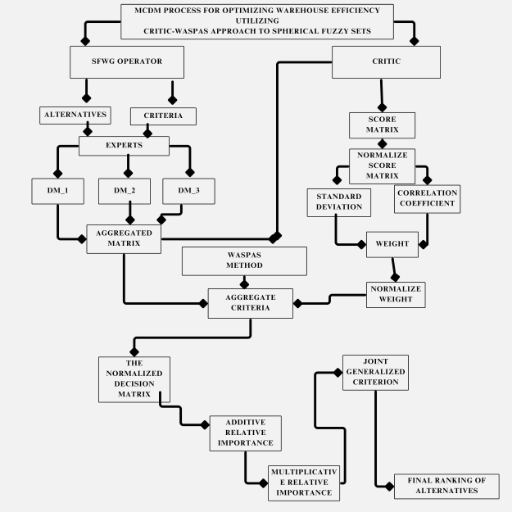 MCDM PROCESS FOR OPTIMIZING WAREHOUSE EFFICIENCY
UTILIZING
CRITIC-WASPAS APPROACH TO SPHERICAL FUZZY SETS
SFWG OPERATOR
CRITIC
ALTERNATIVES
CRITERIA
SCORE
MATRIX
EXPERTS
NORMALIZE
SCORE
MATRIX
DM_1
DM_2
DM_3
STANDARD
DEVIATION
CORRELATION
COEFFICIENT
AGGREGATED
MATRIX
WEIGHT
WASPAS
METHOD
NORMALIZE
WEIGHT
AGGREGATE
CRITERIA
THE
NORMALIZED
DECISION
MATRIX
JOINT
GENERALIZED
CRITERION
ADDITIVE
RELATIVE
IMPORTANCE
MULTIPLICATIV
E RELATIVE
IMPORTANCE
FINAL RANKING OF
ALTERNATIVES